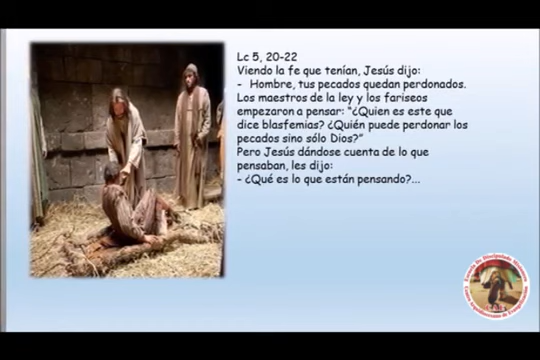 Lc 5, 20-22
Viendo la fe que tenían, Jesús dijo:
- Hombre, tus pecados quedan perdonados.
Los maestros de la ley y los fariseos
empezaron a pensar: “¿Quien es este que
dice blasfemias? ¿Quién puede perdonar los
pecados sino sólo Dios?”
Pero Jesús dándose cuenta de lo que
pensaban, les dijo:
- ¿Qué es lo que están pensando?...